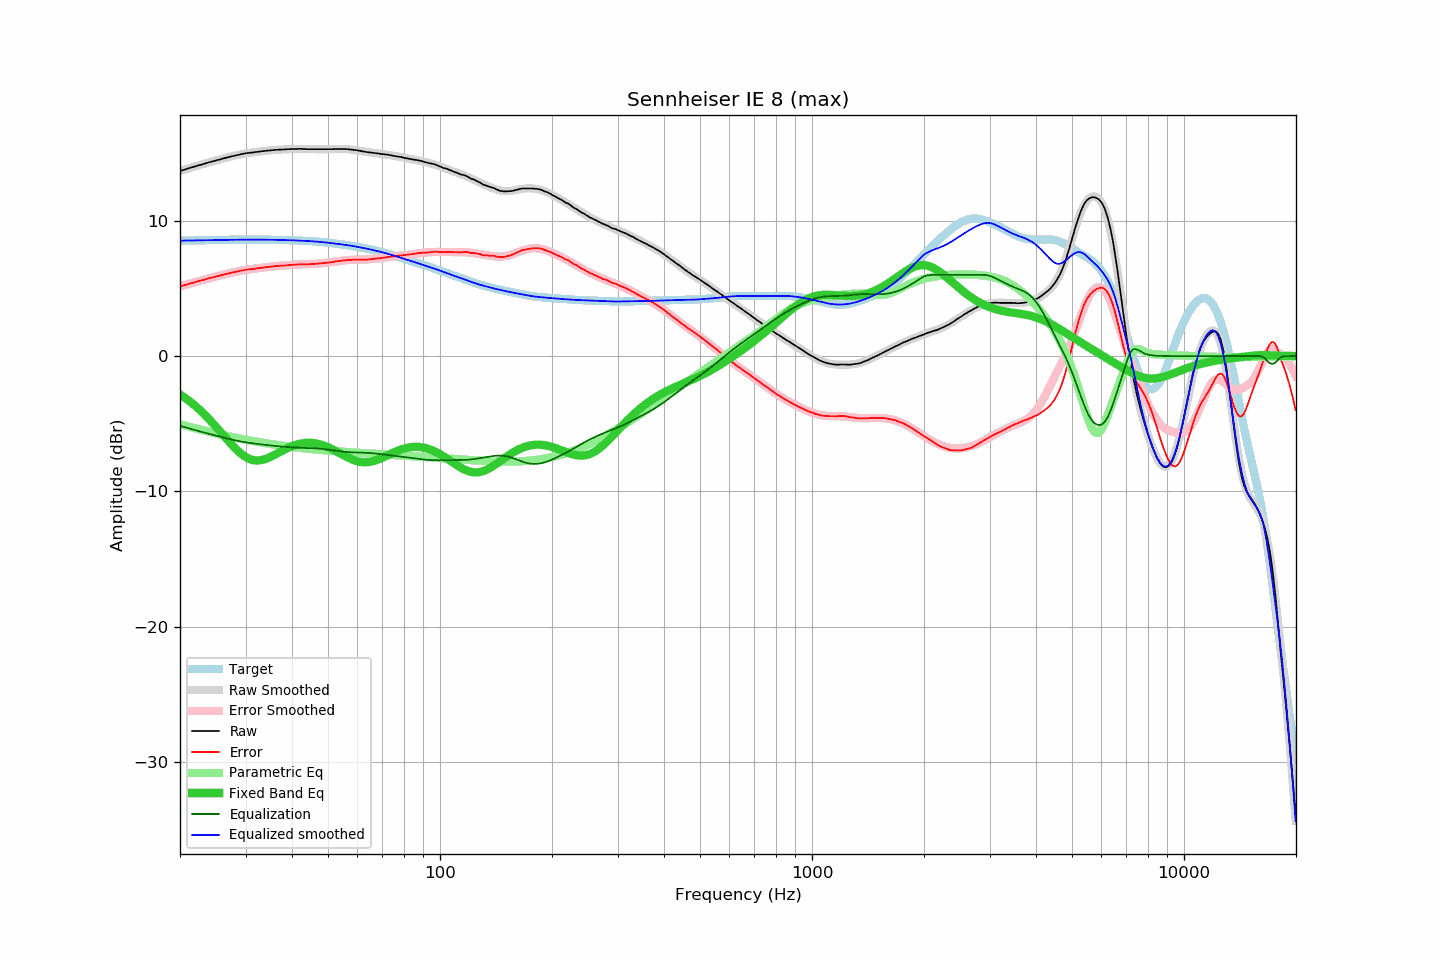 Sennheiser IE 8 (max)
10
0
−10
−20
−30
Amplitude (dBr)
Target
Raw Smoothed
Error Smoothed
Raw
Error
Parametric Eq
Fixed Band Eq
Equalization
Equalized smoothed
100
1000
10000
Frequency (Hz)